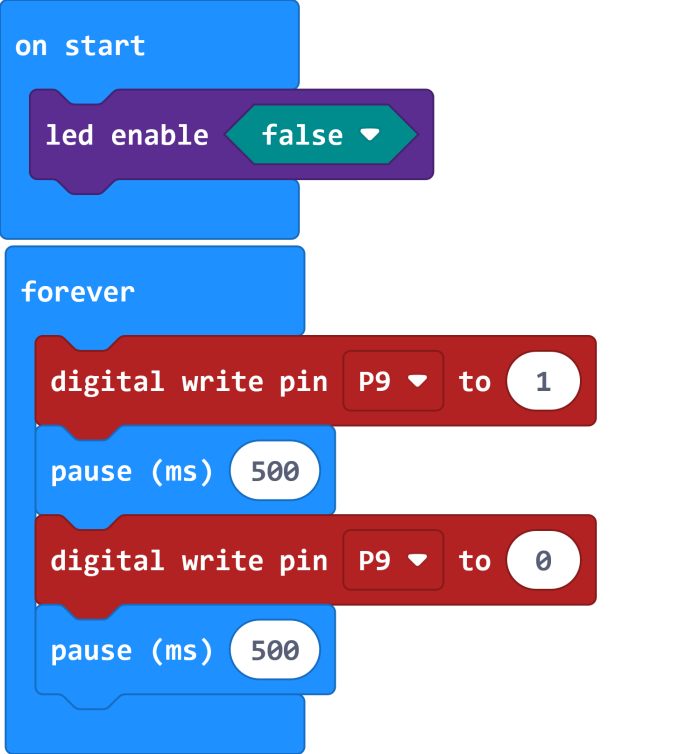 on start
led enable false
forever
digital write pin P9 to 1
pause (ms) 500
digital write pin P9 to 0
pause (ms) 500